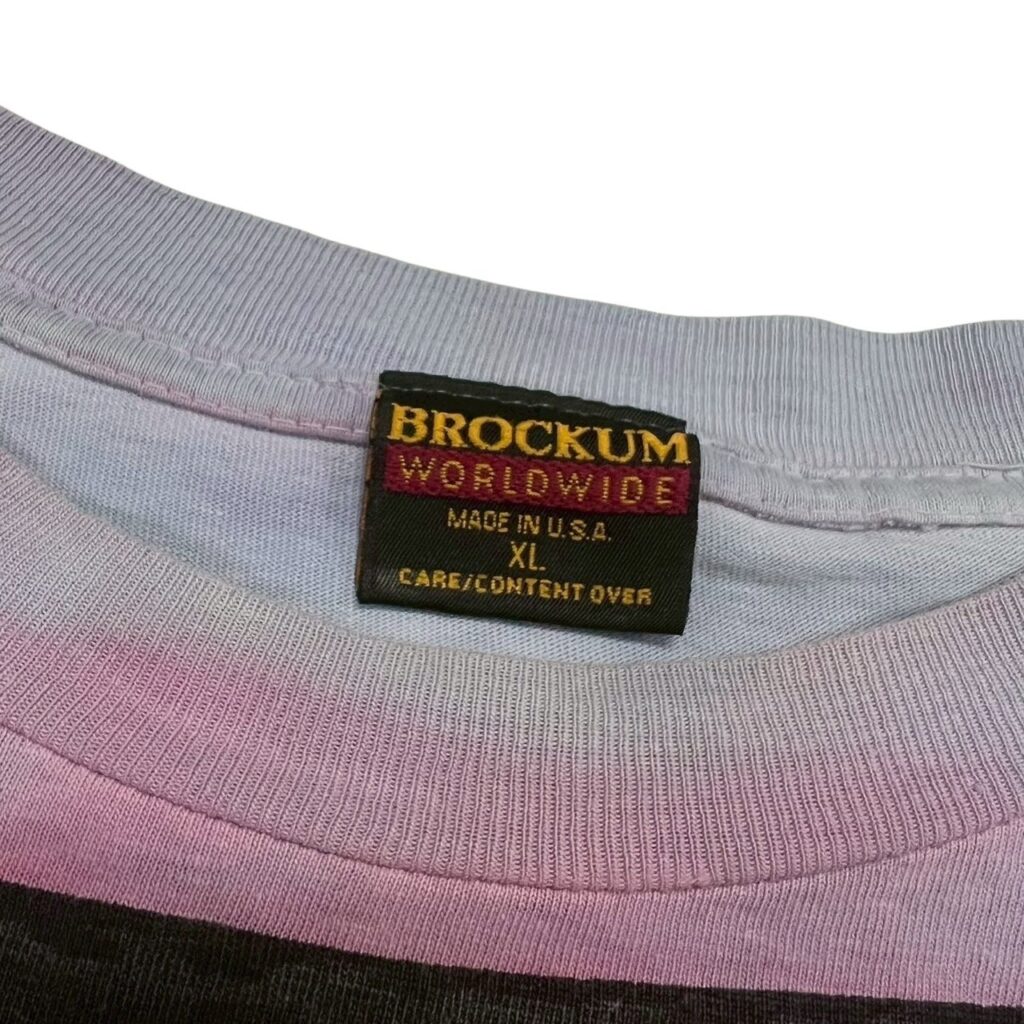 BROCKUM
WORLDWIDE
MADE IN U.S.A.
XL
CARE/CONTENT OVER